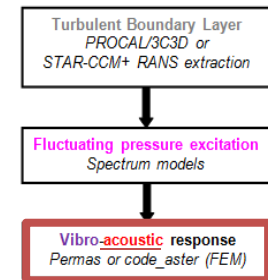 Turbulent Boundary Layer
PROCAL/3C3D or
STAR-CCM+ RANS extraction
Fluctuating pressure excitation
Spectrum models
Vibro-acoustic response
Permas or code_aster (FEM)